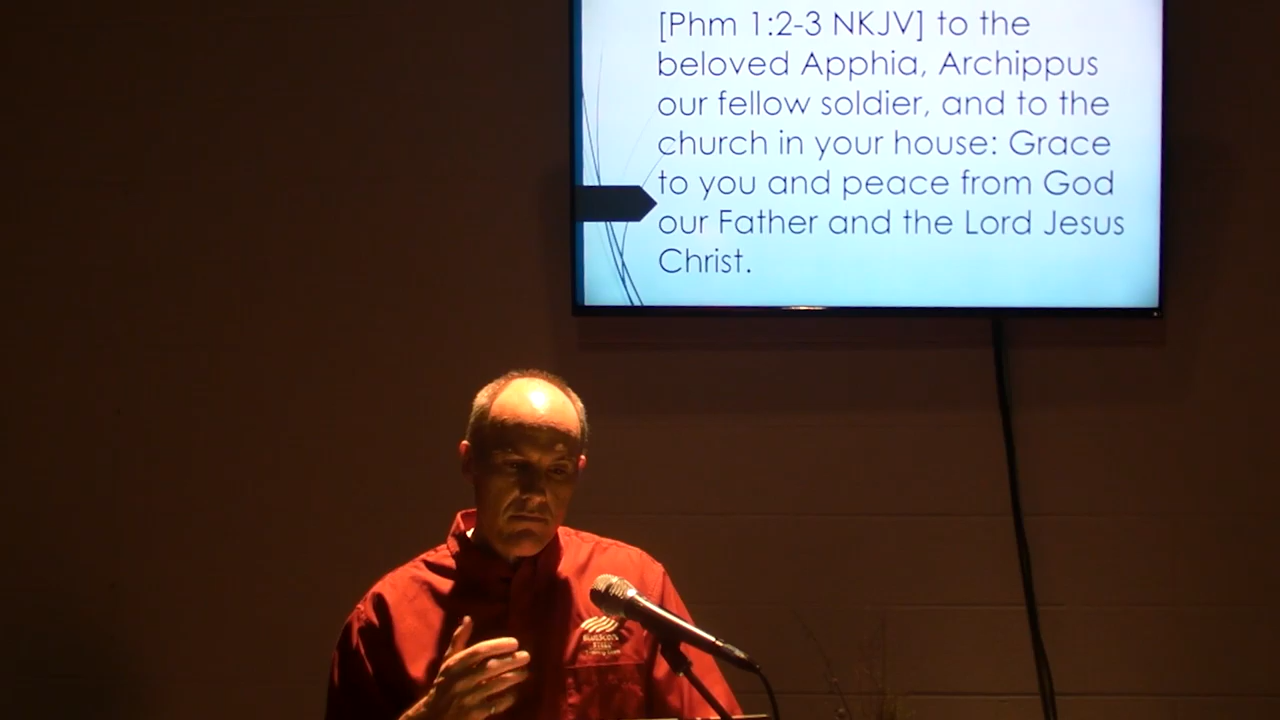 [Phm 1:2-3 NKJV] to the
beloved Apphia, Archippus
our fellow soldier, and to the
church in your house: Grace
to you and peace from God
our Father and the Lord Jesus
Christ.